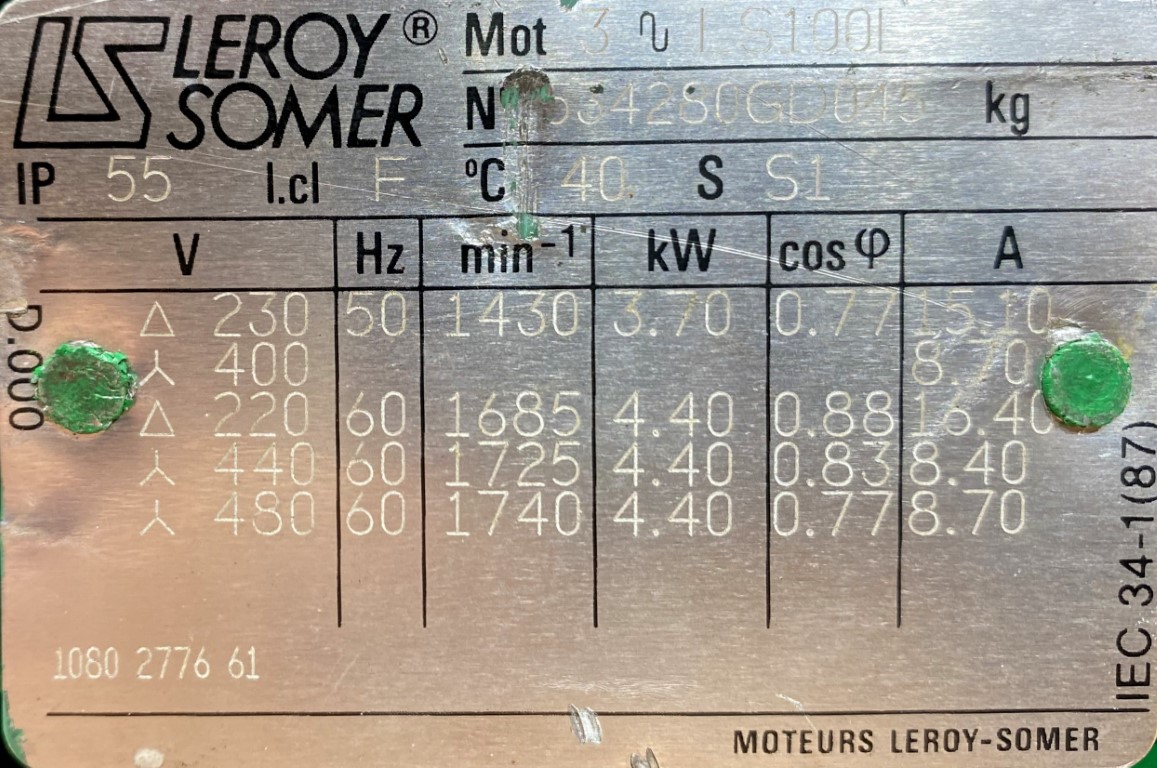 LEROY® Mot 3 ∿ LS100L
SOMER N 534280GD045 kg
IP 55 I.cl F °C 40 S S1
V Hz min⁻¹ kW cos φ A
△ 230 50 1430 3.70 0.77 15.10
⅄ 400 8.70
△ 220 60 1685 4.40 0.88 16.40
⅄ 440 60 1725 4.40 0.83 8.40
⅄ 480 60 1740 4.40 0.77 8.70
D.000
IEC 34-1(87)
1080 2776 61
MOTEURS LEROY-SOMER